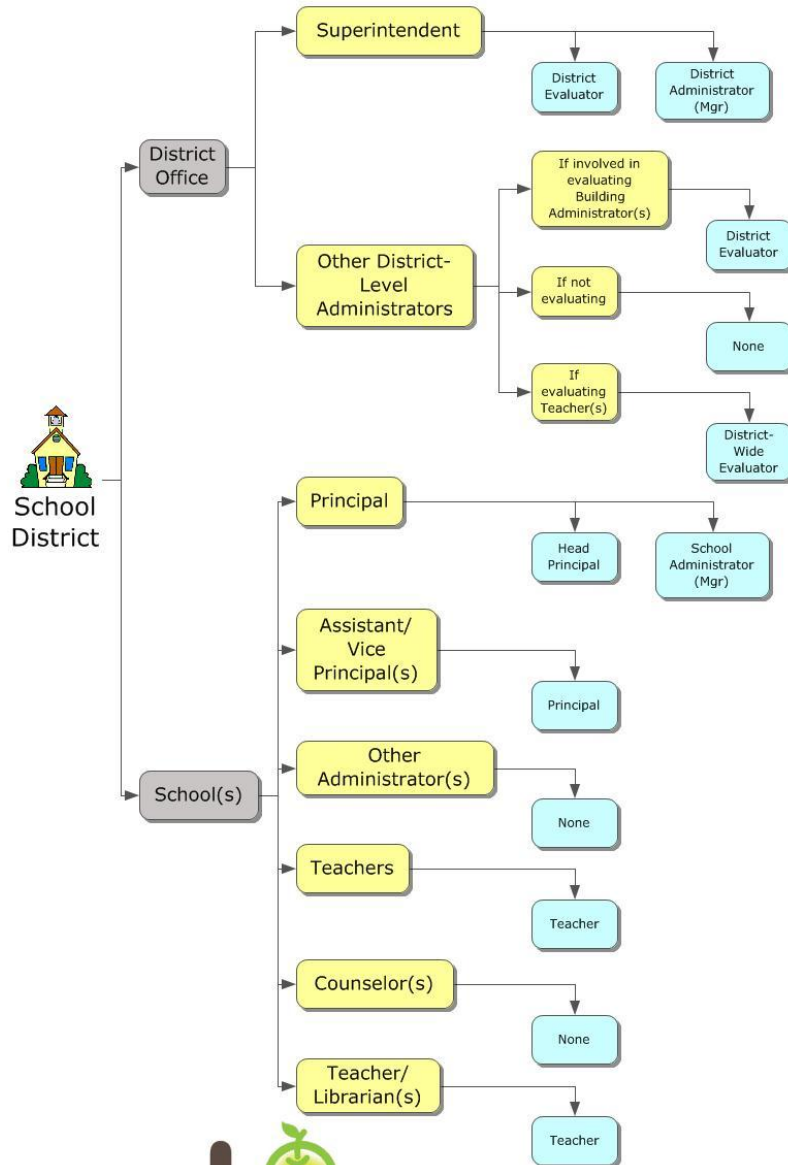 Superintendent
District
Evaluator
District
Administrator
(Mgr)
District
Office
If involved in
evaluating
Building
Administrator(s)
District
Evaluator
Other District-
Level
Administrators
If not
evaluating
None
If
evaluating
Teacher(s)
District-
Wide
Evaluator
School
District
Principal
Head
Principal
School
Administrator
(Mgr)
Assistant/
Vice
Principal(s)
Principal
School(s)
Other
Administrator(s)
None
Teachers
Teacher
Counselor(s)
None
Teacher/
Librarian(s)
Teacher